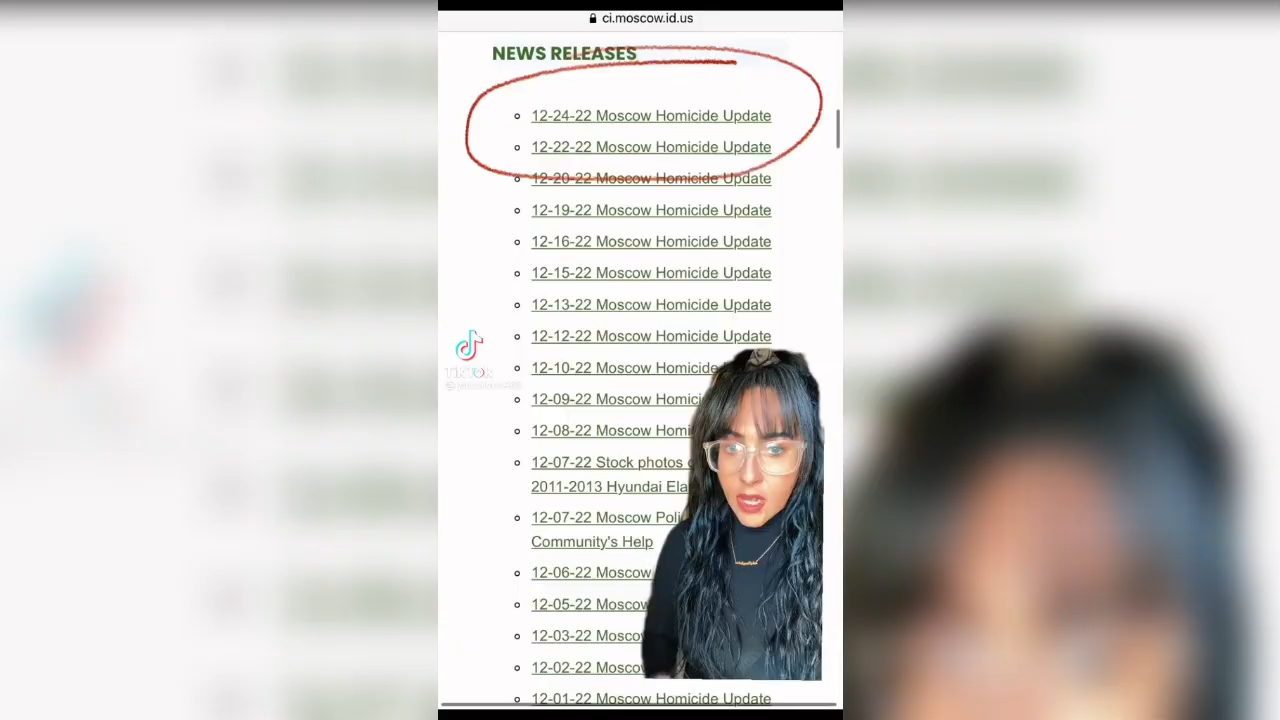 ci.moscow.id.us
NEWS RELEASES
12-24-22 Moscow Homicide Update
12-22-22 Moscow Homicide Update
12-20-22 Moscow Homicide Update
12-19-22 Moscow Homicide Update
12-16-22 Moscow Homicide Update
12-15-22 Moscow Homicide Update
12-13-22 Moscow Homicide Update
12-12-22 Moscow Homicide Update
12-10-22 Moscow Homicide
12-09-22 Moscow Homici
12-08-22 Moscow Homi
12-07-22 Stock photos
2011-2013 Hyundai Ela
12-07-22 Moscow Poli
Community's Help
12-06-22 Moscow
12-05-22 Moscow
12-03-22 Mosco
12-02-22 Mosco
12-01-22 Moscow Homicide Update
TikTok